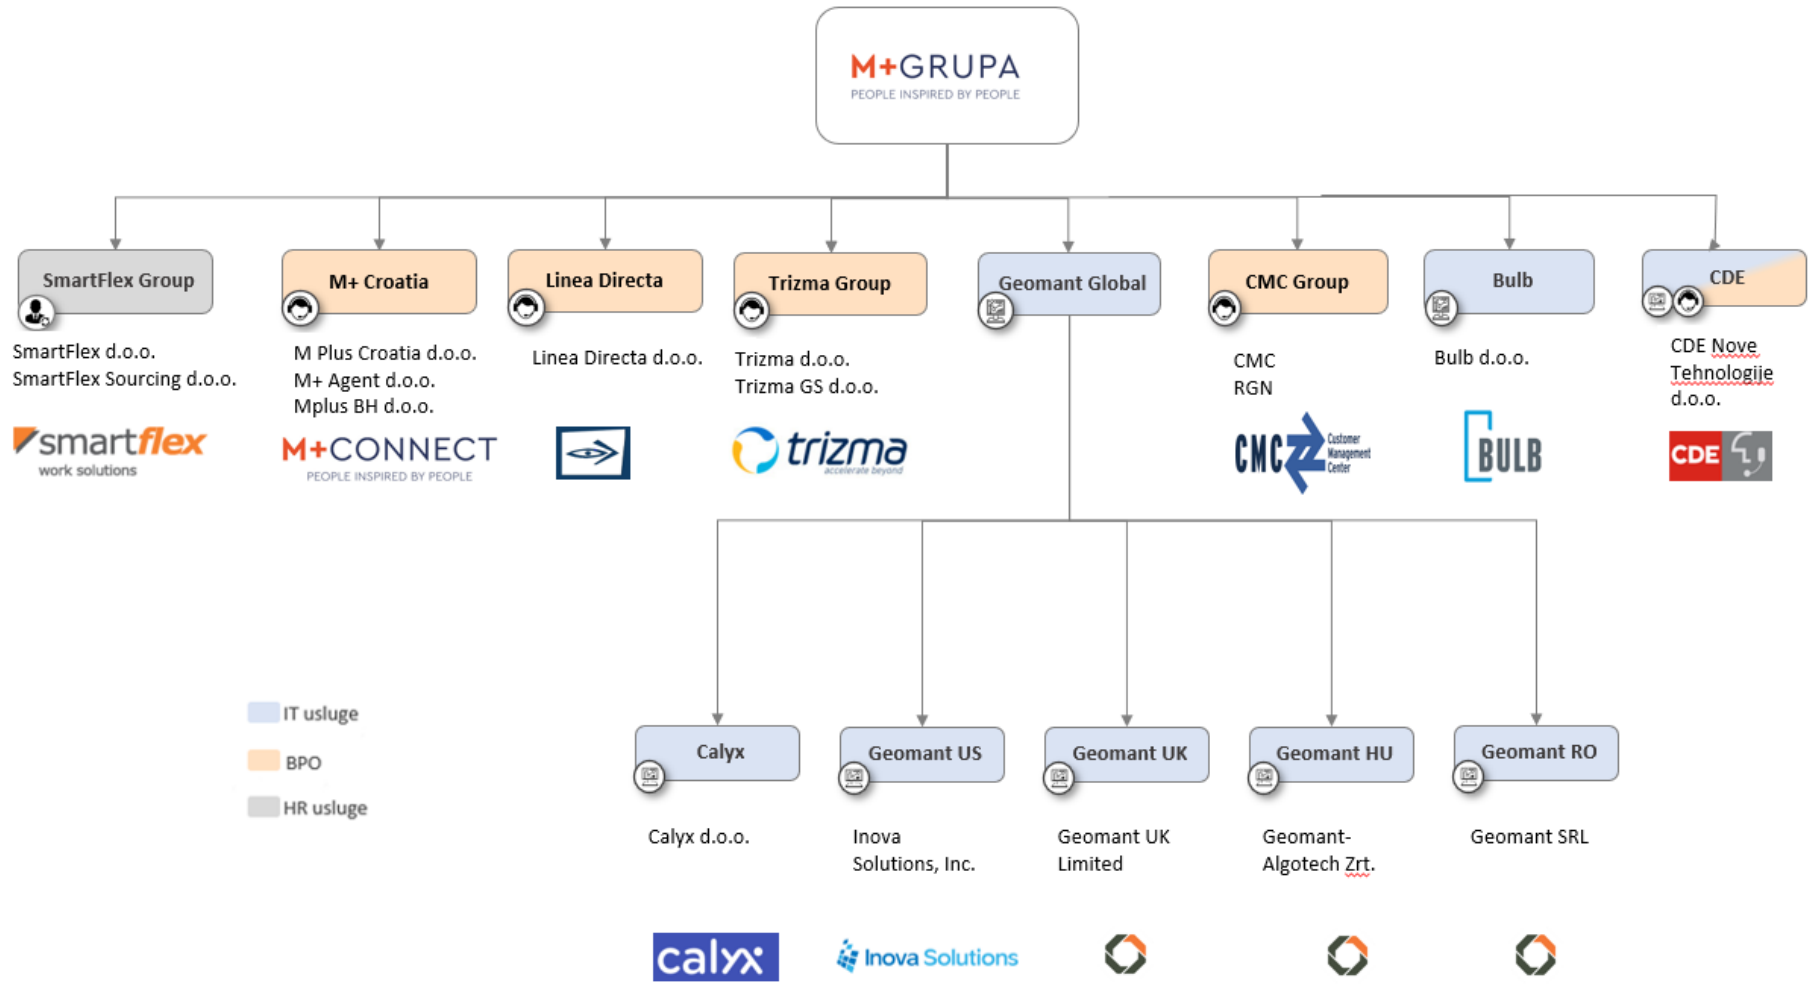 M+GRUPA
PEOPLE INSPIRED BY PEOPLE
SmartFlex Group
M+ Croatia
Linea Directa
Trizma Group
Geomant Global
CMC Group
Bulb
CDE
SmartFlex d.o.o.
SmartFlex Sourcing d.o.o.
M Plus Croatia d.o.o.
M+ Agent d.o.o.
Mplus BH d.o.o.
Linea Directa d.o.o.
Trizma d.o.o.
Trizma GS d.o.o.
CMC
RGN
Bulb d.o.o.
CDE Nove
Tehnologije
d.o.o.
smartflex
work solutions
M+CONNECT
PEOPLE INSPIRED BY PEOPLE
trizma
accelerate beyond
CMC
Customer
Management
Center
BULB
CDE
IT usluge
BPO
HR usluge
Calyx
Geomant US
Geomant UK
Geomant HU
Geomant RO
Calyx d.o.o.
Inova
Solutions, Inc.
Geomant UK
Limited
Geomant-
Algotech Zrt.
Geomant SRL
calyx
Inova Solutions